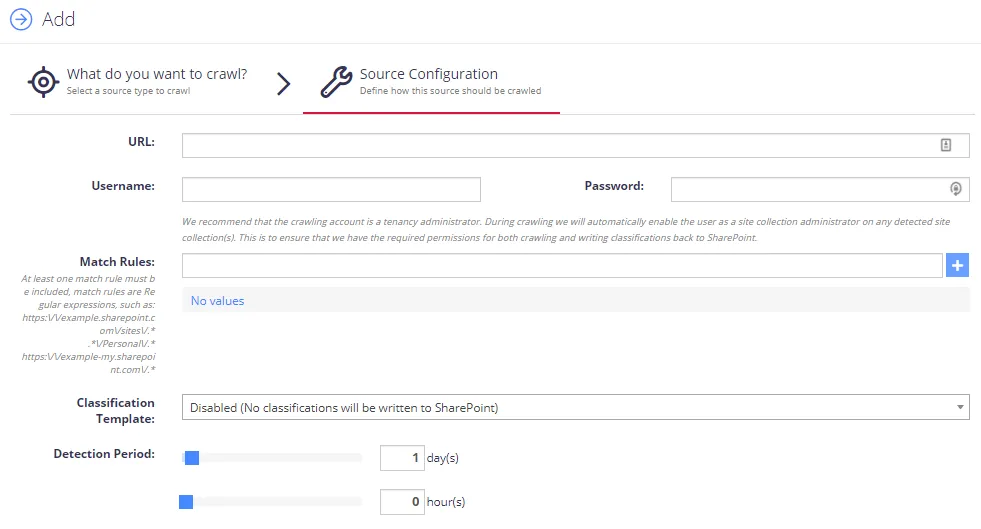 Add
What do you want to crawl?
Select a source type to crawl
Source Configuration
Define how this source should be crawled
URL:
Username:
Password:
We recommend that the crawling account is a tenancy administrator. During crawling we will automatically enable the user as a site collection administrator on any detected site
collection(s). This is to ensure that we have the required permissions for both crawling and writing classifications back to SharePoint.
Match Rules:
At least one match rule must b
e included, match rules are Re
gular expressions, such as:
https:\/\/example.sharepoint.c
om\/sites\/.*
.*\/Personal\/.*
https:\/\/example-my.sharepoi
nt.com\/.*
No values
Classification
Template:
Disabled (No classifications will be written to SharePoint)
Detection Period:
1 day(s)
0 hour(s)